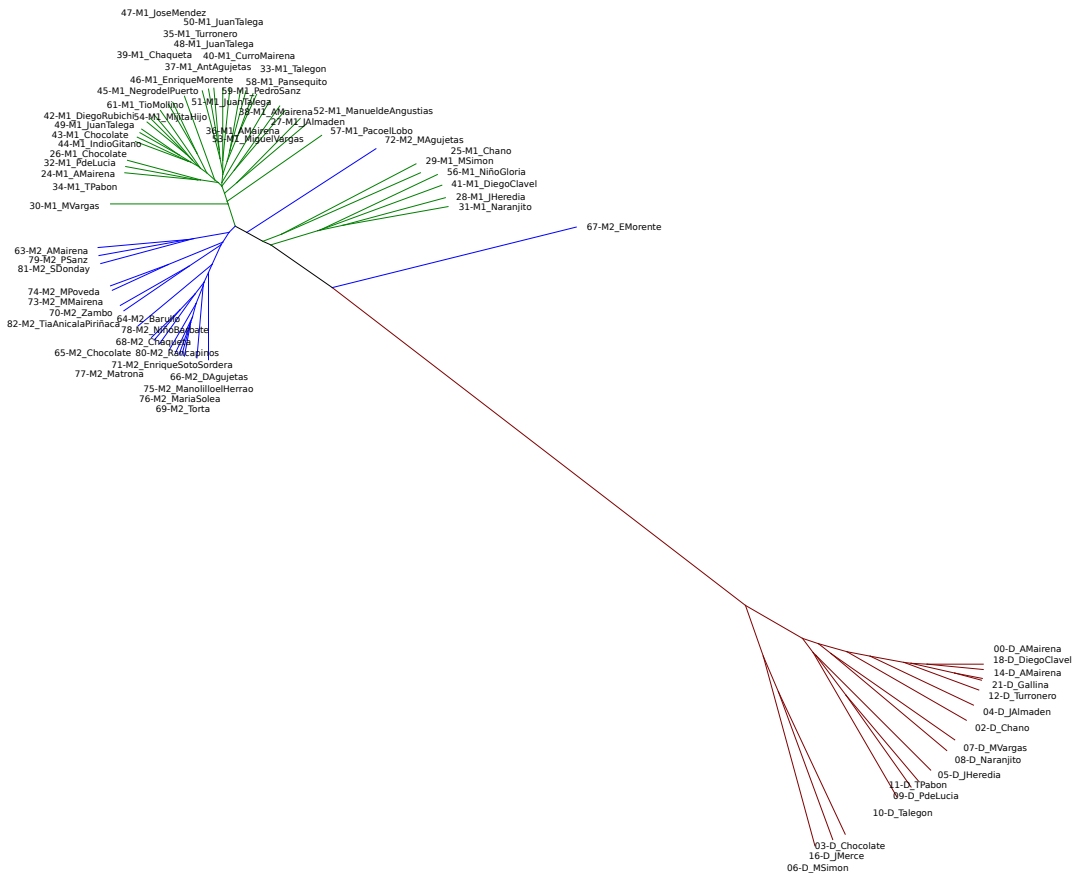 47-M1_JoseMendez
50-M1_JuanTalega
35-M1_Turronero
48-M1_JuanTalega
39-M1_Chaqueta
40-M1_CurroMairena
37-M1_AntAgujetas
33-M1_Talegon
46-M1_EnriqueMorente
58-M1_Pansequito
45-M1_NegrodelPuerto
59-M1_PedroSanz
61-M1_TioMollino
51-M1_JuanTalega
42-M1_DiegoRubichi
54-M1_MijitaHijo
38-M1_AMairena
52-M1_ManueldeAngustias
49-M1_JuanTalega
27-M1_JAlmaden
43-M1_Chocolate
36-M1_AMairena
57-M1_PacoelLobo
44-M1_IndioGitano
53-M1_MiguelVargas
72-M2_MAgujetas
26-M1_Chocolate
25-M1_Chano
32-M1_PdeLucia
29-M1_MSimon
24-M1_AMairena
56-M1_NiñoGloria
34-M1_TPabon
41-M1_DiegoClavel
28-M1_JHeredia
30-M1_MVargas
31-M1_Naranjito
67-M2_EMorente
63-M2_AMairena
79-M2_PSanz
81-M2_SDonday
74-M2_MPoveda
73-M2_MMairena
70-M2_Zambo
64-M2_Barullo
82-M2_TiaAnicalaPiriñaca
78-M2_NiñoBarbate
68-M2_Chaqueta
65-M2_Chocolate
80-M2_Rancapinos
71-M2_EnriqueSotoSordera
77-M2_Matrona
66-M2_DAgujetas
75-M2_ManolilloelHerrao
76-M2_MariaSolea
69-M2_Torta
00-D_AMairena
18-D_DiegoClavel
14-D_AMairena
21-D_Gallina
12-D_Turronero
04-D_JAlmaden
02-D_Chano
07-D_MVargas
08-D_Naranjito
05-D_JHeredia
11-D_TPabon
09-D_PdeLucia
10-D_Talegon
03-D_Chocolate
16-D_JMerce
06-D_MSimon